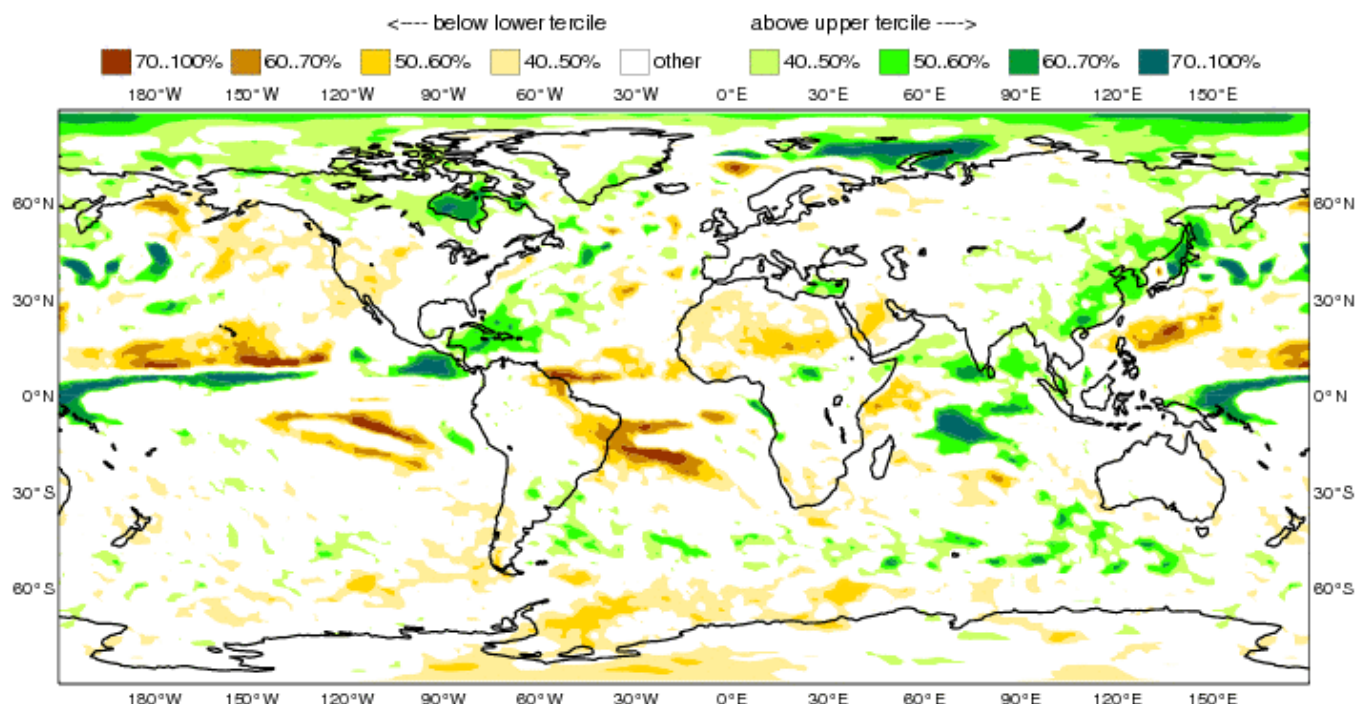 <---- below lower tercile above upper tercile ---->
70..100% 60..70% 50..60% 40..50% other 40..50% 50..60% 60..70% 70..100%
180°W 150°W 120°W 90°W 60°W 30°W 0°E 30°E 60°E 90°E 120°E 150°E
60°N 60°N
30°N 30°N
0°N 0°N
30°S 30°S
60°S 60°S
180°W 150°W 120°W 90°W 60°W 30°W 0°E 30°E 60°E 90°E 120°E 150°E